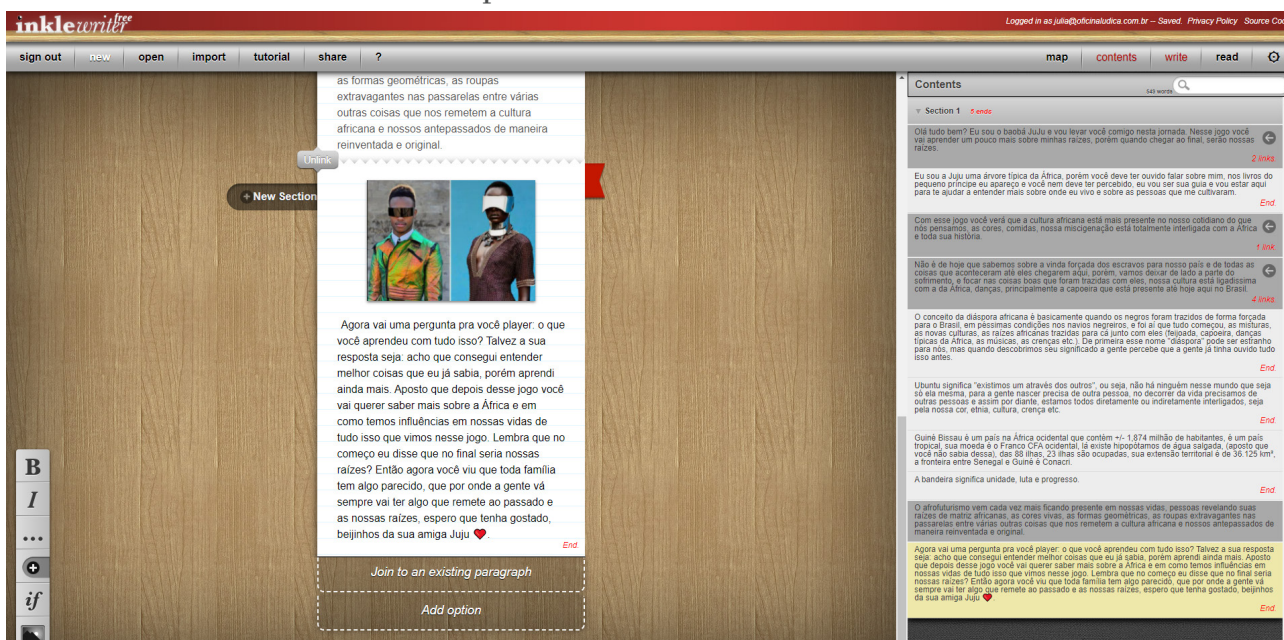 inklewriter free
Logged in as julia@oficinaludica.com.br -- Saved. Privacy Policy Source Co
sign out new open import tutorial share ?
map contents write read
as formas geométricas, as roupas
extravagantes nas passarelas entre várias
outras coisas que nos remetem a cultura
africana e nossos antepassados de maneira
reinventada e original.
Unlink
+ New Section
Agora vai uma pergunta pra você player: o que
você aprendeu com tudo isso? Talvez a sua
resposta seja: acho que consegui entender
melhor coisas que eu já sabia, porém aprendi
ainda mais. Aposto que depois desse jogo você
vai querer saber mais sobre a África e em
como temos influências em nossas vidas de
tudo isso que vimos nesse jogo. Lembra que no
começo eu disse que no final seria nossas
raízes? Então agora você viu que toda família
tem algo parecido, que por onde a gente vá
sempre vai ter algo que remete ao passado e
as nossas raízes, espero que tenha gostado,
beijinhos da sua amiga Juju ❤.
End.
Join to an existing paragraph
Add option
B
I
...
+
if
Contents
549 words
▼ Section 1 5 ends
Olá tudo bem? Eu sou o baobá JuJu e vou levar você comigo nesta jornada. Nesse jogo você
vai aprender um pouco mais sobre minhas raízes, porém quando chegar ao final, serão nossas
raízes.
2 links.
Eu sou a Juju uma árvore típica da África, porém você deve ter ouvido falar sobre mim, nos livros do
pequeno príncipe eu apareço e você nem deve ter percebido, eu vou ser sua guia e vou estar aqui
para te ajudar a entender mais sobre onde eu vivo e sobre as pessoas que me cultivaram.
End.
Com esse jogo você verá que a cultura africana está mais presente no nosso cotidiano do que
nós pensamos, as cores, comidas, nossa miscigenação está totalmente interligada com a África
e toda sua história.
1 link.
Não é de hoje que sabemos sobre a vinda forçada dos escravos para nosso país e de todas as
coisas que aconteceram até eles chegarem aqui, porém, vamos deixar de lado a parte do
sofrimento, e focar nas coisas boas que foram trazidas com eles, nossa cultura está ligadíssima
com a da África, danças, principalmente a capoeira que está presente até hoje aqui no Brasil.
4 links.
O conceito da diáspora africana é basicamente quando os negros foram trazidos de forma forçada
para o Brasil, em péssimas condições nos navios negreiros, e foi aí que tudo começou, as misturas,
as novas culturas, as raízes africanas trazidas para cá junto com eles (feijoada, capoeira, danças
típicas da África, as músicas, as crenças etc.). De primeira esse nome "diáspora" pode ser estranho
para nós, mas quando descobrimos seu significado a gente percebe que a gente já tinha ouvido tudo
isso antes.
End.
Ubuntu significa "existimos um através dos outros", ou seja, não há ninguém nesse mundo que seja
só ela mesma, para a gente nascer precisa de outra pessoa, no decorrer da vida precisamos de
outras pessoas e assim por diante, estamos todos diretamente ou indiretamente interligados, seja
pela nossa cor, etnia, cultura, crença etc.
End.
Guiné Bissau é um país na África ocidental que contêm +/- 1,874 milhão de habitantes, é um país
tropical, sua moeda é o Franco CFA ocidental, lá existe hipopótamos de água salgada, (aposto que
você não sabia dessa), das 88 ilhas, 23 ilhas são ocupadas, sua extensão territorial é de 36.125 km²,
a fronteira entre Senegal e Guiné é Conacri.
A bandeira significa unidade, luta e progresso.
End.
O afrofuturismo vem cada vez mais ficando presente em nossas vidas, pessoas revelando suas
raízes de matriz africanas, as cores vivas, as formas geométricas, as roupas extravagantes nas
passarelas entre várias outras coisas que nos remetem a cultura africana e nossos antepassados de
maneira reinventada e original.
Agora vai uma pergunta pra você player: o que você aprendeu com tudo isso? Talvez a sua resposta
seja: acho que consegui entender melhor coisas que eu já sabia, porém aprendi ainda mais. Aposto
que depois desse jogo você vai querer saber mais sobre a África e em como temos influências em
nossas vidas de tudo isso que vimos nesse jogo. Lembra que no começo eu disse que no final seria
nossas raízes? Então agora você viu que toda família tem algo parecido, que por onde a gente vá
sempre vai ter algo que remete ao passado e as nossas raízes, espero que tenha gostado, beijinhos
da sua amiga Juju ❤.
End.